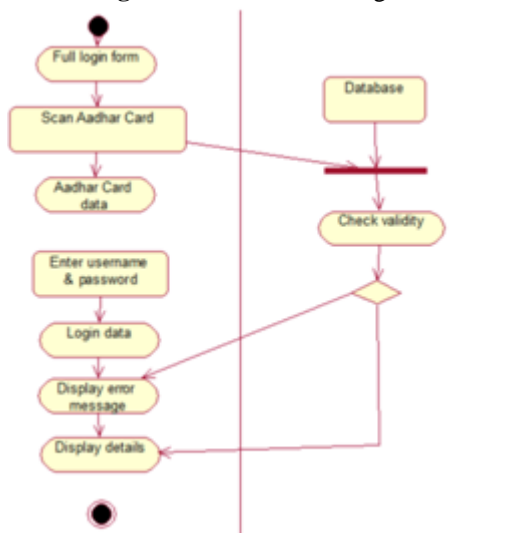 Full login form
Scan Aadhar Card
Aadhar Card
data
Enter username
& password
Login data
Display error
message
Display details
Database
Check validity